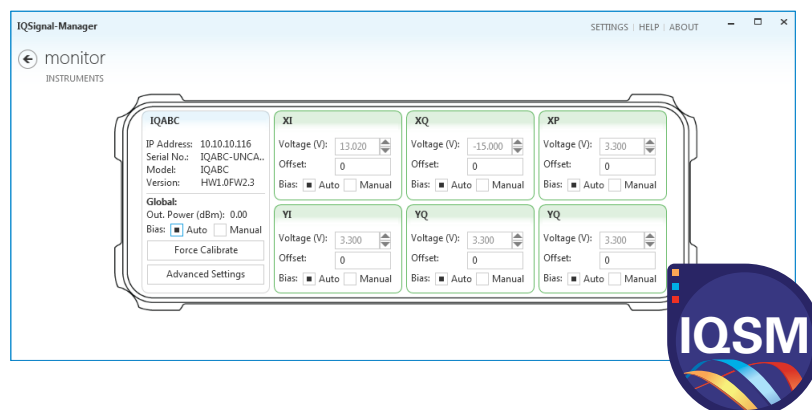 IQSignal-Manager
SETTINGS | HELP | ABOUT
monitor
INSTRUMENTS
IQABC
IP Address: 10.10.10.116
Serial No.: IQABC-UNCA..
Model: IQABC
Version: HW1.0FW2.3
Global:
Out. Power (dBm): 0.00
Bias: Auto Manual
Force Calibrate
Advanced Settings
XI
Voltage (V): 13.020
Offset: 0
Bias: Auto Manual
XQ
Voltage (V): -15.000
Offset: 0
Bias: Auto Manual
XP
Voltage (V): 3.300
Offset: 0
Bias: Auto Manual
YI
Voltage (V): 3.300
Offset: 0
Bias: Auto Manual
YQ
Voltage (V): 3.300
Offset: 0
Bias: Auto Manual
YQ
Voltage (V): 3.300
Offset: 0
Bias: Auto Manual
IQSM